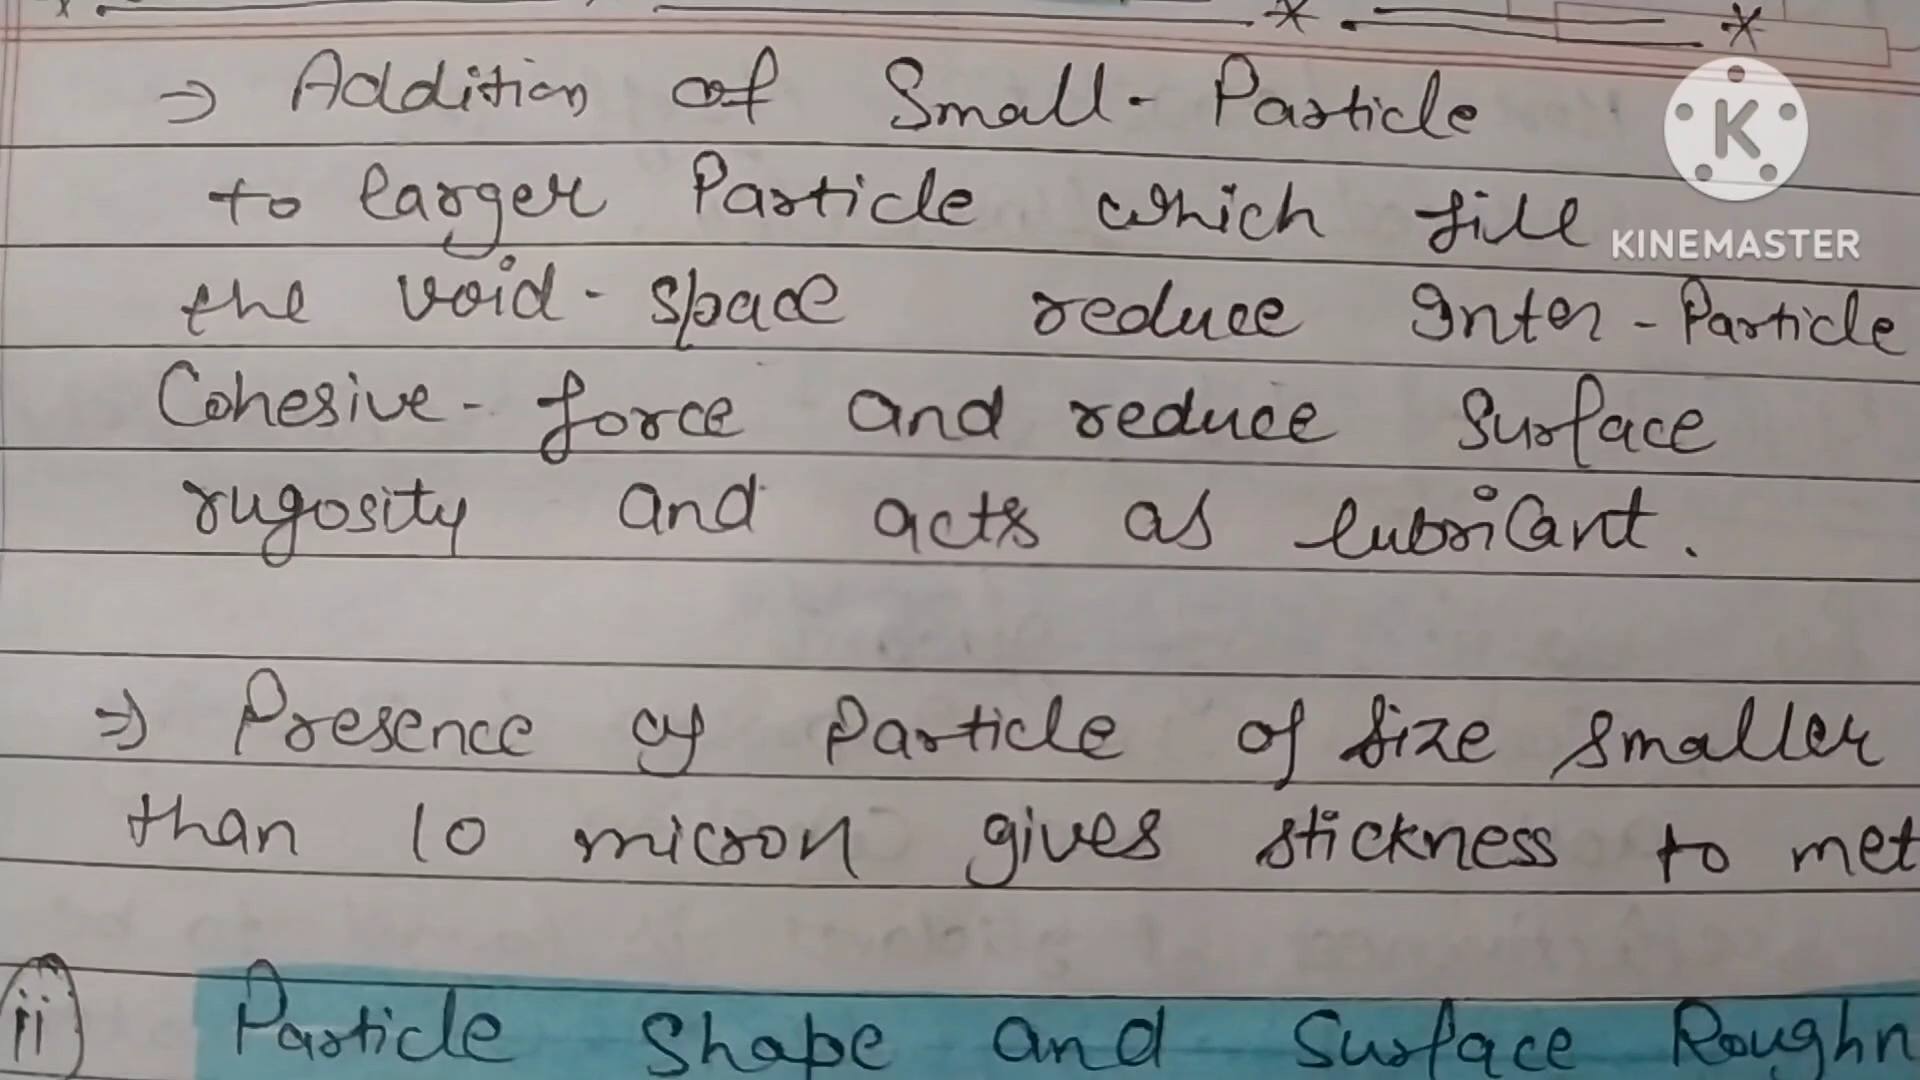 ⇒ Addition of Small - Particle
to larger Particle which fill
the void - space reduce Inter - Particle
Cohesive - force and reduce Surface
rugosity and acts as lubricant.
⇒ Presence of Particle of size smaller
than 10 micron gives stickness to met
ii Particle Shape and Surface Roughn
K
KINEMASTER